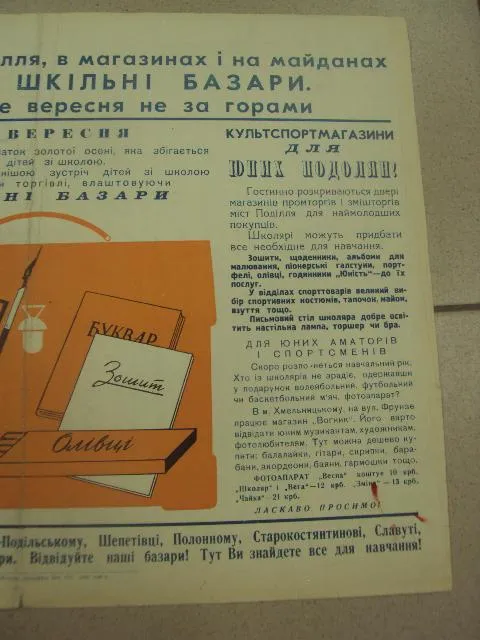 лля, в магазинах і на майданах
ШКІЛЬНІ БАЗАРИ.
е вересня не за горами
ВЕРЕСНЯ
аток золотої осені, яка збігається
дітей зі школою.
нішою зустріч дітей зі школою
и торгівлі, влаштовуючи
НІ БАЗАРИ
БУКВАР
Зошит
Олівці
КУЛЬТСПОРТМАГАЗИНИ
ДЛЯ
ЮНИХ ПОДОЛЯН!
Гостинно розкриваються двері
магазинів промторгів і змішторгів
міст Поділля для наймолодших
покупців.
Школярі можуть придбати
все необхідне для навчання.
Зошити, щоденники, альбоми для
малювання, піонерські галстуки, порт-
фелі, олівці, годинники „Юність"—до їх
послуг.
У відділах спорттоварів великий ви-
бір спортивних костюмів, тапочок, майок,
взуття тощо.
Письмовий стіл школяра добре осві-
тить настільна лампа, торшер чи бра.
ДЛЯ ЮНИХ АМАТОРІВ
І СПОРТСМЕНІВ
Скоро розпо неться навчальний рік.
Хто із школярів не зрадіє, одержавши
у подарунок волейбольний, футбольний
чи баскетбольний м'яч, фотоапарат?
В м. Хмельницькому, на вул. Фрунзе
працює магазин „Вогник". Його варто
відвідати юним музикантам, художникам,
фотолюбителям. Тут можна дешево ку-
пити: балалайки, гітари, скрипки, бара-
бани, акордеони, баяни, гармошки тощо.
ФОТОАПАРАТ „Весна" коштує 10 крб.
„Школяр" і „Вега"—12 крб. „Зміна"—13 крб.
„Чайка"—21 крб.
ЛАСКАВО ПРОСИМО!
-Подільському, Шепетівці, Полонному, Старокостянтинові, Славуті,
ри. Відвідуйте наші базари! Тут Ви знайдете все для навчання!